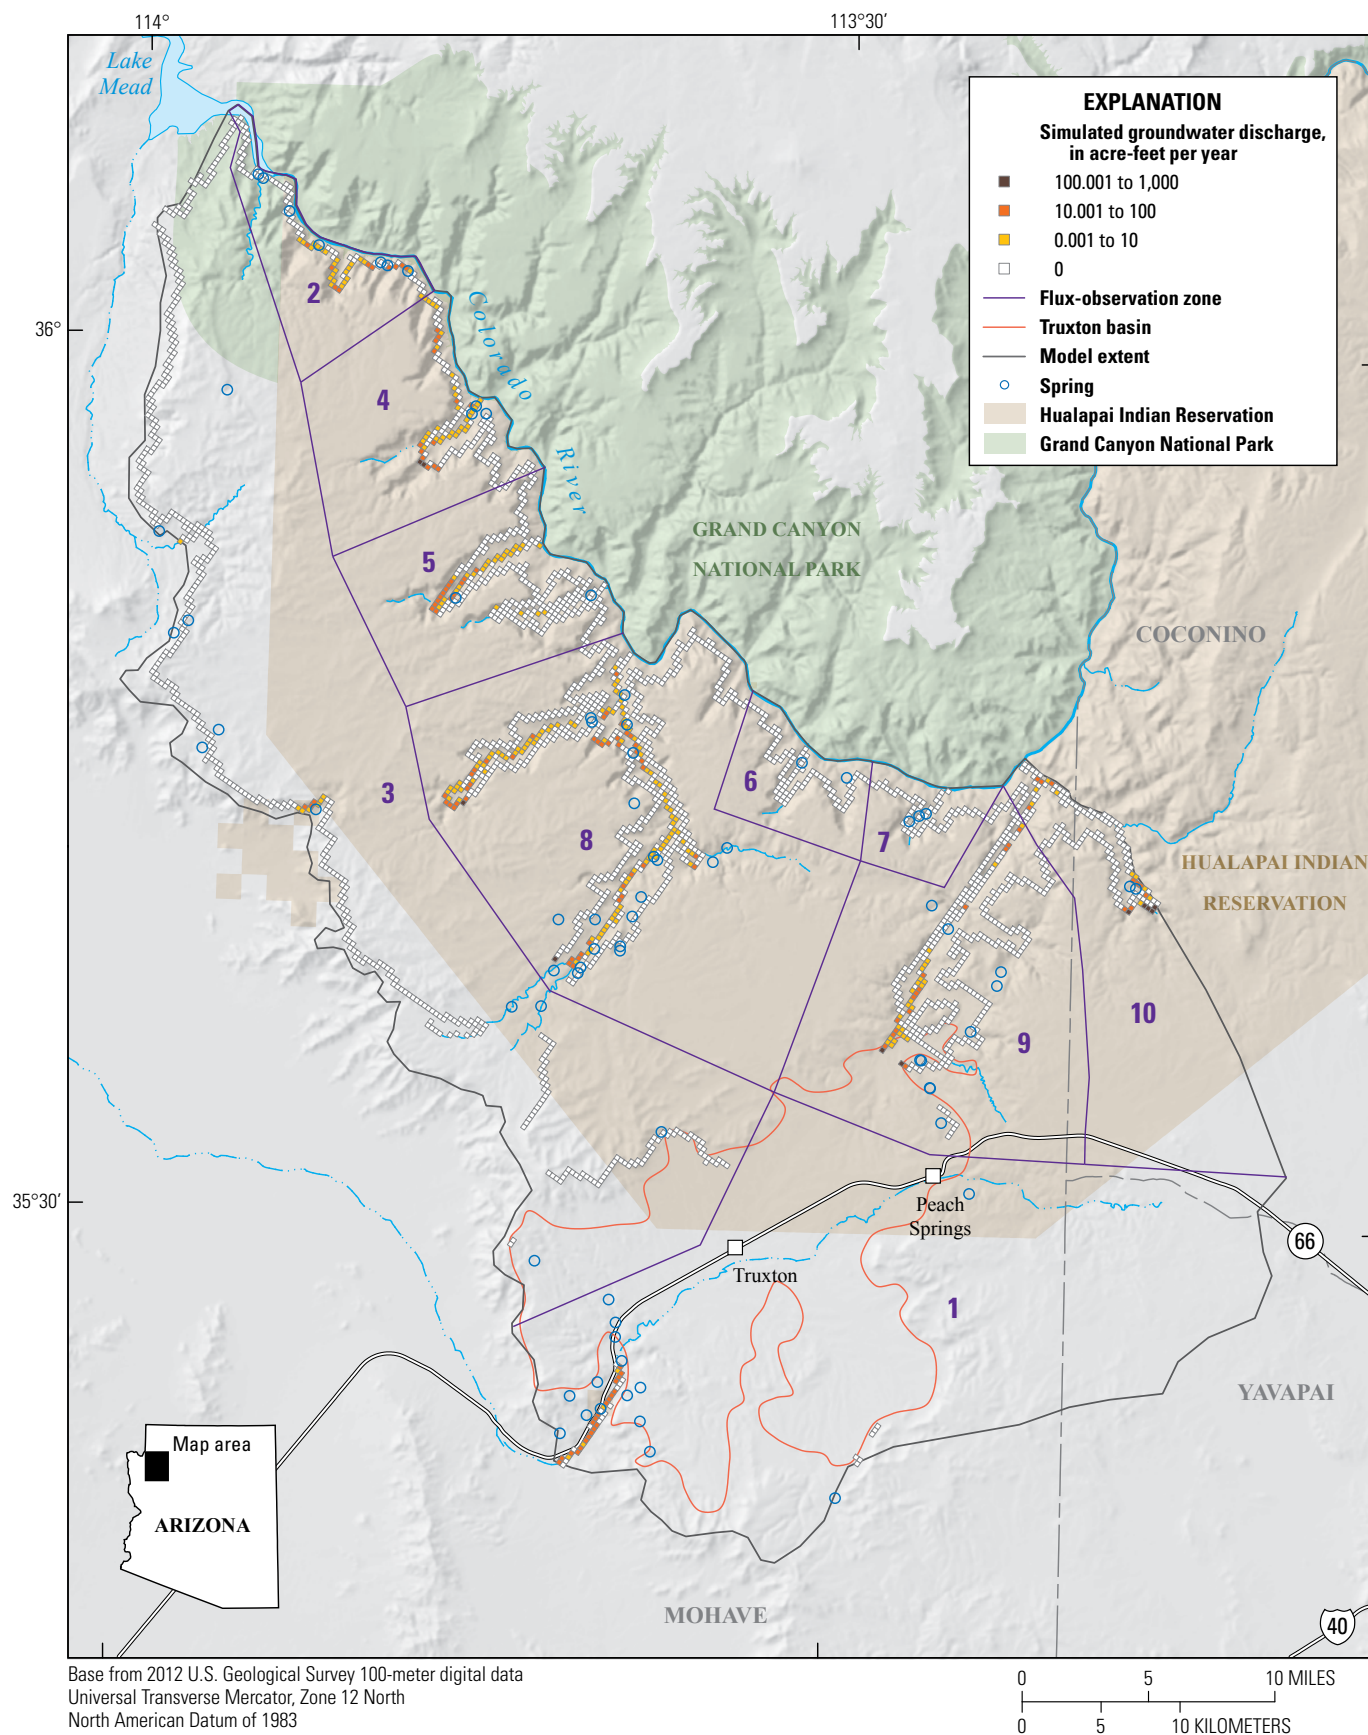 114°
113°30′
Lake
Mead
EXPLANATION
Simulated groundwater discharge,
in acre-feet per year
100.001 to 1,000
10.001 to 100
0.001 to 10
0
Flux-observation zone
Truxton basin
Model extent
Spring
Hualapai Indian Reservation
Grand Canyon National Park
2
Colorado
36°
4
River
GRAND CANYON
NATIONAL PARK
5
COCONINO
6
3
8
7
HUALAPAI INDIAN
RESERVATION
10
9
35°30′
Peach
Springs
66
Truxton
1
YAVAPAI
Map area
ARIZONA
MOHAVE
40
Base from 2012 U.S. Geological Survey 100-meter digital data
Universal Transverse Mercator, Zone 12 North
North American Datum of 1983
0 5 10 MILES
0 5 10 KILOMETERS